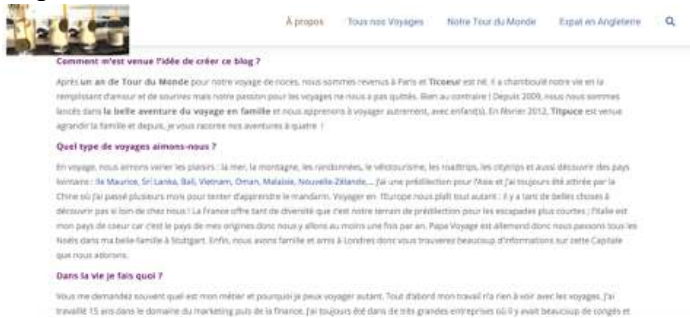 À propos Tous nos Voyages Notre Tour du Monde Expat en Angleterre
Comment m'est venue l'idée de créer ce blog ?
Après un an de Tour du Monde pour notre voyage de noces, nous sommes revenus à Paris et Ticoeur est né. Il a chamboulé notre vie en la
remplissant d'amour et de sourires mais notre passion pour les voyages ne nous a pas quittés. Bien au contraire ! Depuis 2009, nous nous sommes
lancés dans la belle aventure du voyage en famille et nous apprenons à voyager autrement, avec enfant(s). En février 2012, Titpuce est venue
agrandir la famille et depuis, je vous raconte nos aventures à quatre !
Quel type de voyages aimons-nous ?
En voyage, nous aimons varier les plaisirs : la mer, la montagne, les randonnées, le vélotourisme, les roadtrips, les citytrips et aussi découvrir des pays
lointains : Ile Maurice, Sri Lanka, Bali, Vietnam, Oman, Malaisie, Nouvelle-Zélande,... J'ai une prédilection pour l'Asie et j'ai toujours été attirée par la
Chine où j'ai passé plusieurs mois pour tenter d'apprendre le mandarin. Voyager en l'Europe nous plaît tout autant : il y a tant de belles choses à
découvrir pas si loin de chez nous ! La France offre tant de diversité que c'est notre terrain de prédilection pour les escapades plus courtes ; l'Italie est
mon pays de coeur car c'est le pays de mes origines donc nous y allons au moins une fois par an. Papa Voyage est allemand donc nous passons tous les
Noëls dans ma belle-famille à Stuttgart. Enfin, nous avons famille et amis à Londres donc vous trouverez beaucoup d'informations sur cette Capitale
que nous adorons.
Dans la vie je fais quoi ?
Vous me demandez souvent quel est mon métier et pourquoi je peux voyager autant. Tout d'abord mon travail n'a rien à voir avec les voyages. J'ai
travaillé 15 ans dans le domaine du marketing puis de la finance. J'ai toujours été dans de très grandes entreprises où il y avait beaucoup de congés et